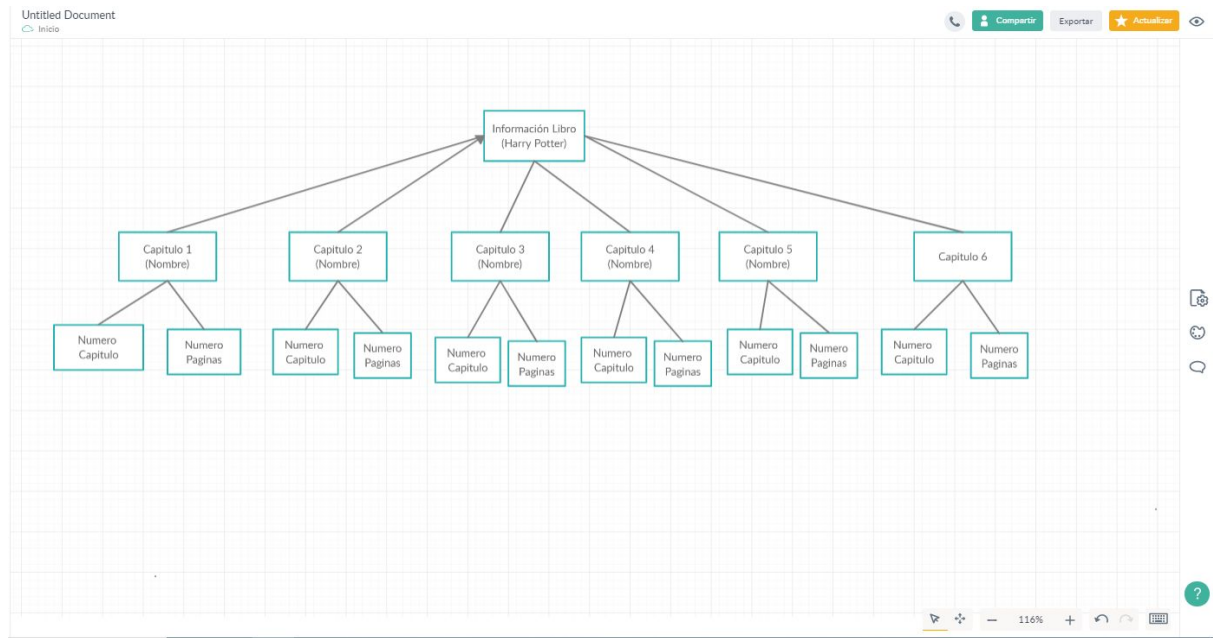 Untitled Document
Inicio
Compartir
Exportar
Actualizar
Información Libro
(Harry Potter)
Capitulo 1
(Nombre)
Capitulo 2
(Nombre)
Capitulo 3
(Nombre)
Capitulo 4
(Nombre)
Capitulo 5
(Nombre)
Capitulo 6
Numero
Capitulo
Numero
Paginas
Numero
Capitulo
Numero
Paginas
Numero
Capitulo
Numero
Paginas
Numero
Capitulo
Numero
Paginas
Numero
Capitulo
Numero
Paginas
Numero
Capitulo
Numero
Paginas
?
116%